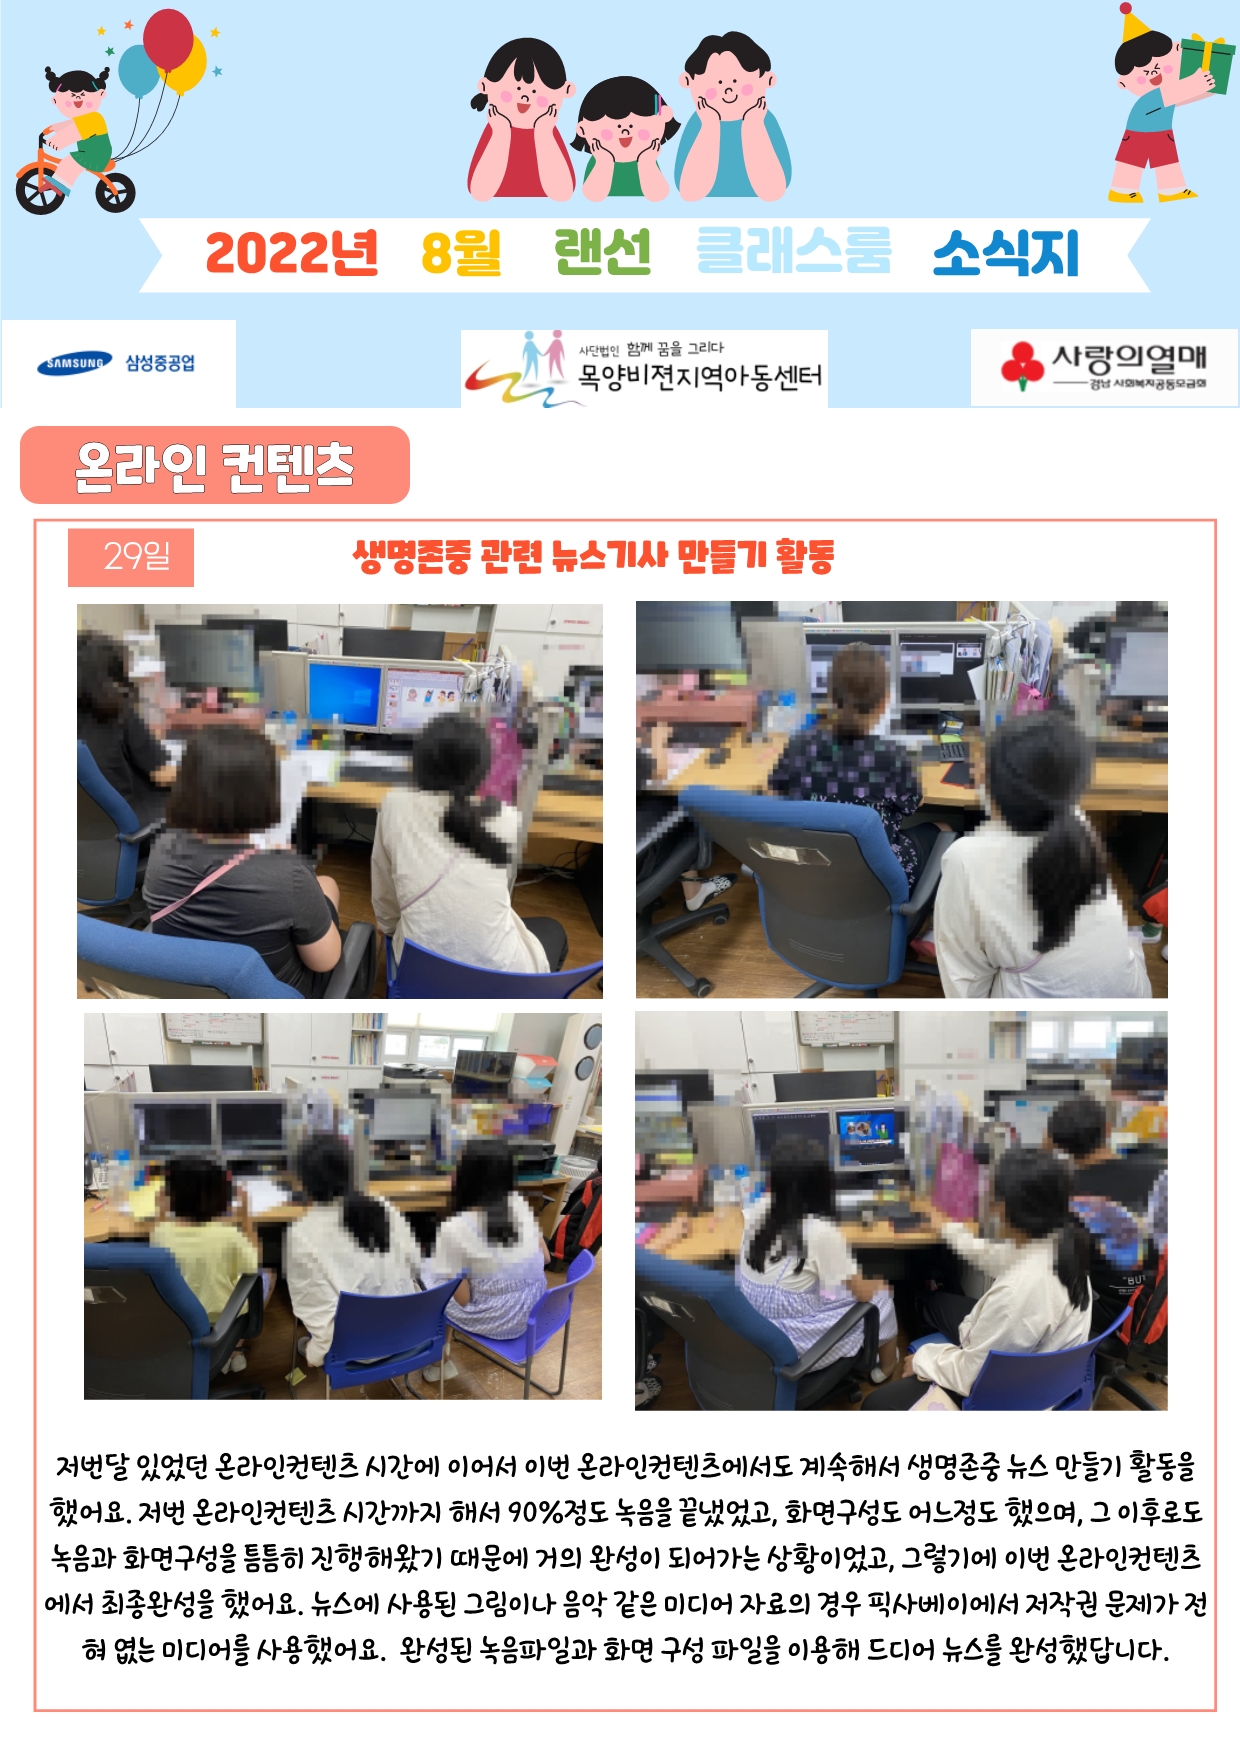 2022년 8월 랜선 클래스룸 소식지
SAMSUNG 삼성중공업
사단법인 함께 꿈을 그리다
목양비젼지역아동센터
사랑의열매
경남 사회복지공동모금회
온라인 컨텐츠
29일
생명존중 관련 뉴스기사 만들기 활동
"BU
저번달 있었던 온라인컨텐츠 시간에 이어서 이번 온라인컨텐츠에서도 계속해서 생명존중 뉴스 만들기 활동을
했어요. 저번 온라인컨텐츠 시간까지 해서 90%정도 녹음을 끝냈었고, 화면구성도 어느정도 했으며, 그 이후로도
녹음과 화면구성을 틈틈히 진행해왔기 때문에 거의 완성이 되어가는 상황이었고, 그렇기에 이번 온라인컨텐츠
에서 최종완성을 했어요. 뉴스에 사용된 그림이나 음악 같은 미디어 자료의 경우 픽사베이에서 저작권 문제가 전
혀 없는 미디어를 사용했어요. 완성된 녹음파일과 화면 구성 파일을 이용해 드디어 뉴스를 완성했답니다.